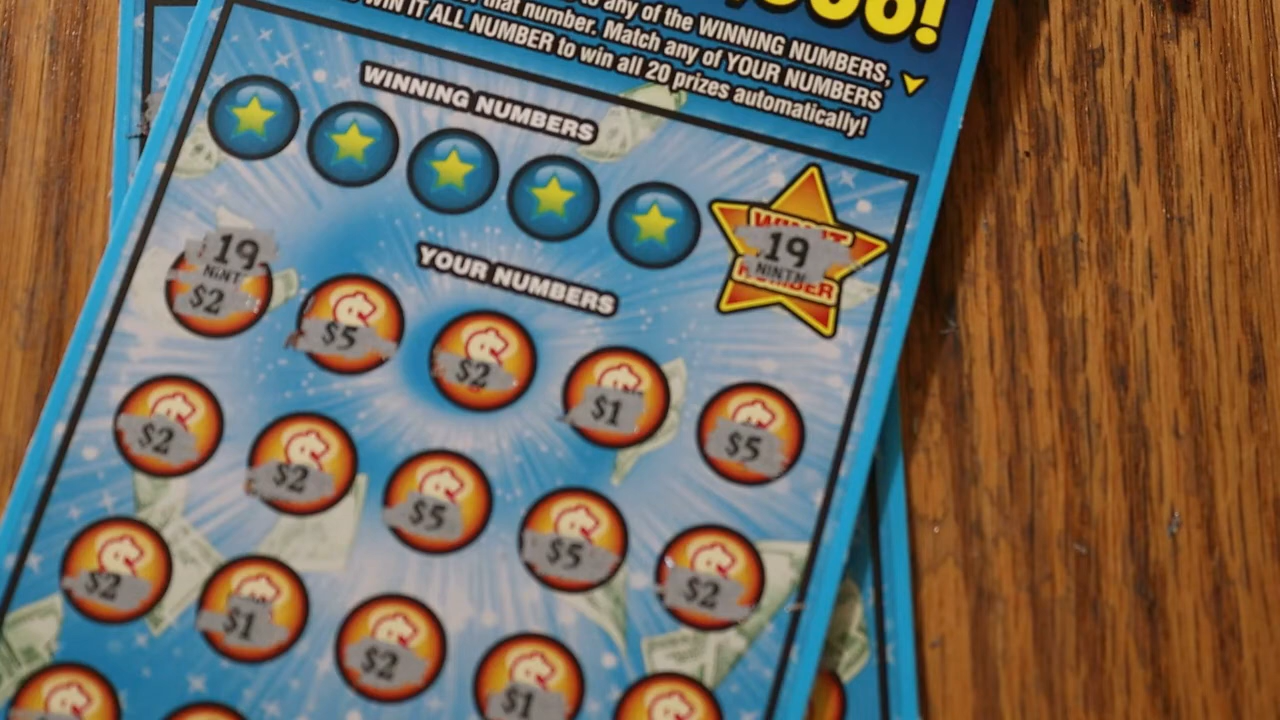 to any of the WINNING NUMBERS,
that number. Match any of YOUR NUMBERS
WIN IT ALL NUMBER to win all 20 prizes automatically!
WINNING NUMBERS
19
NINTN
YOUR NUMBERS
19
NINT
$2
$5
$2
$1
$5
$2
$2
$5
$5
$2
$2
$1
$2
$1